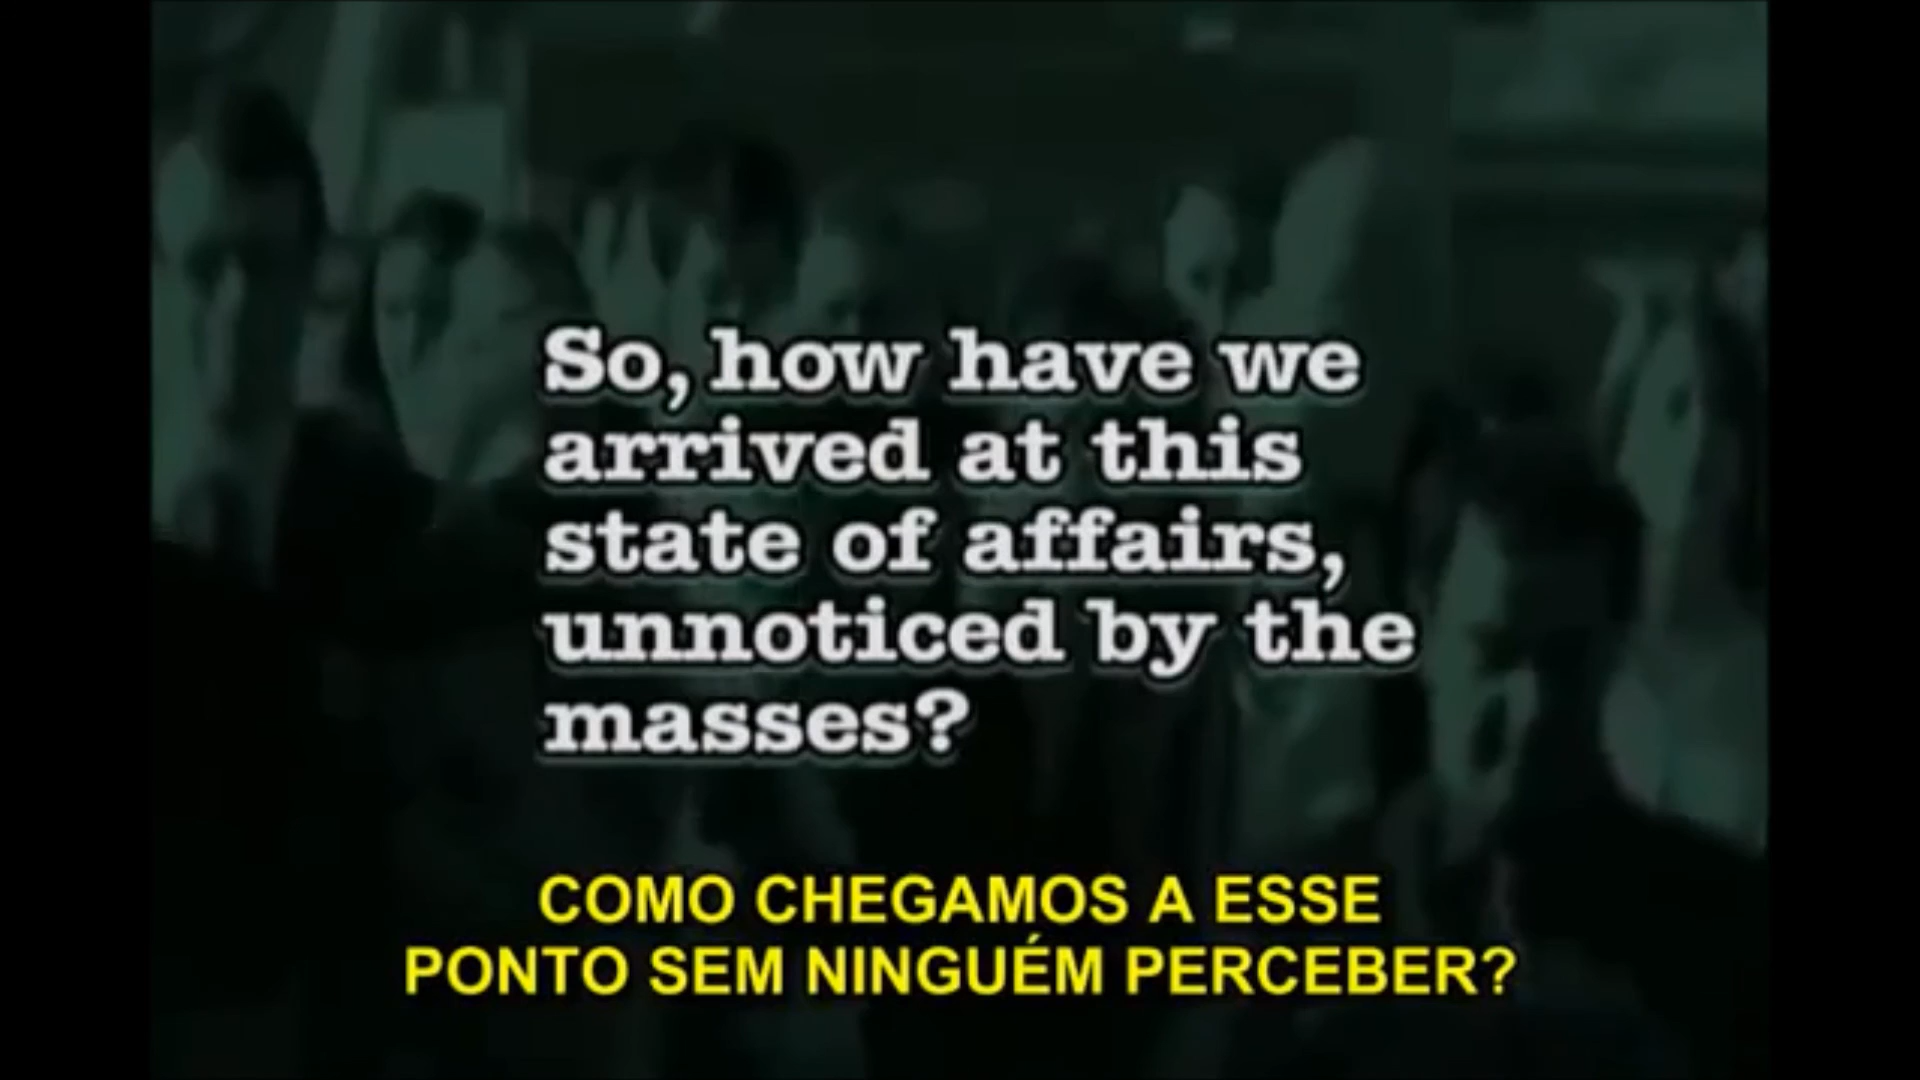 So, how have we
arrived at this
state of affairs,
unnoticed by the
masses?
COMO CHEGAMOS A ESSE
PONTO SEM NINGUÉM PERCEBER?